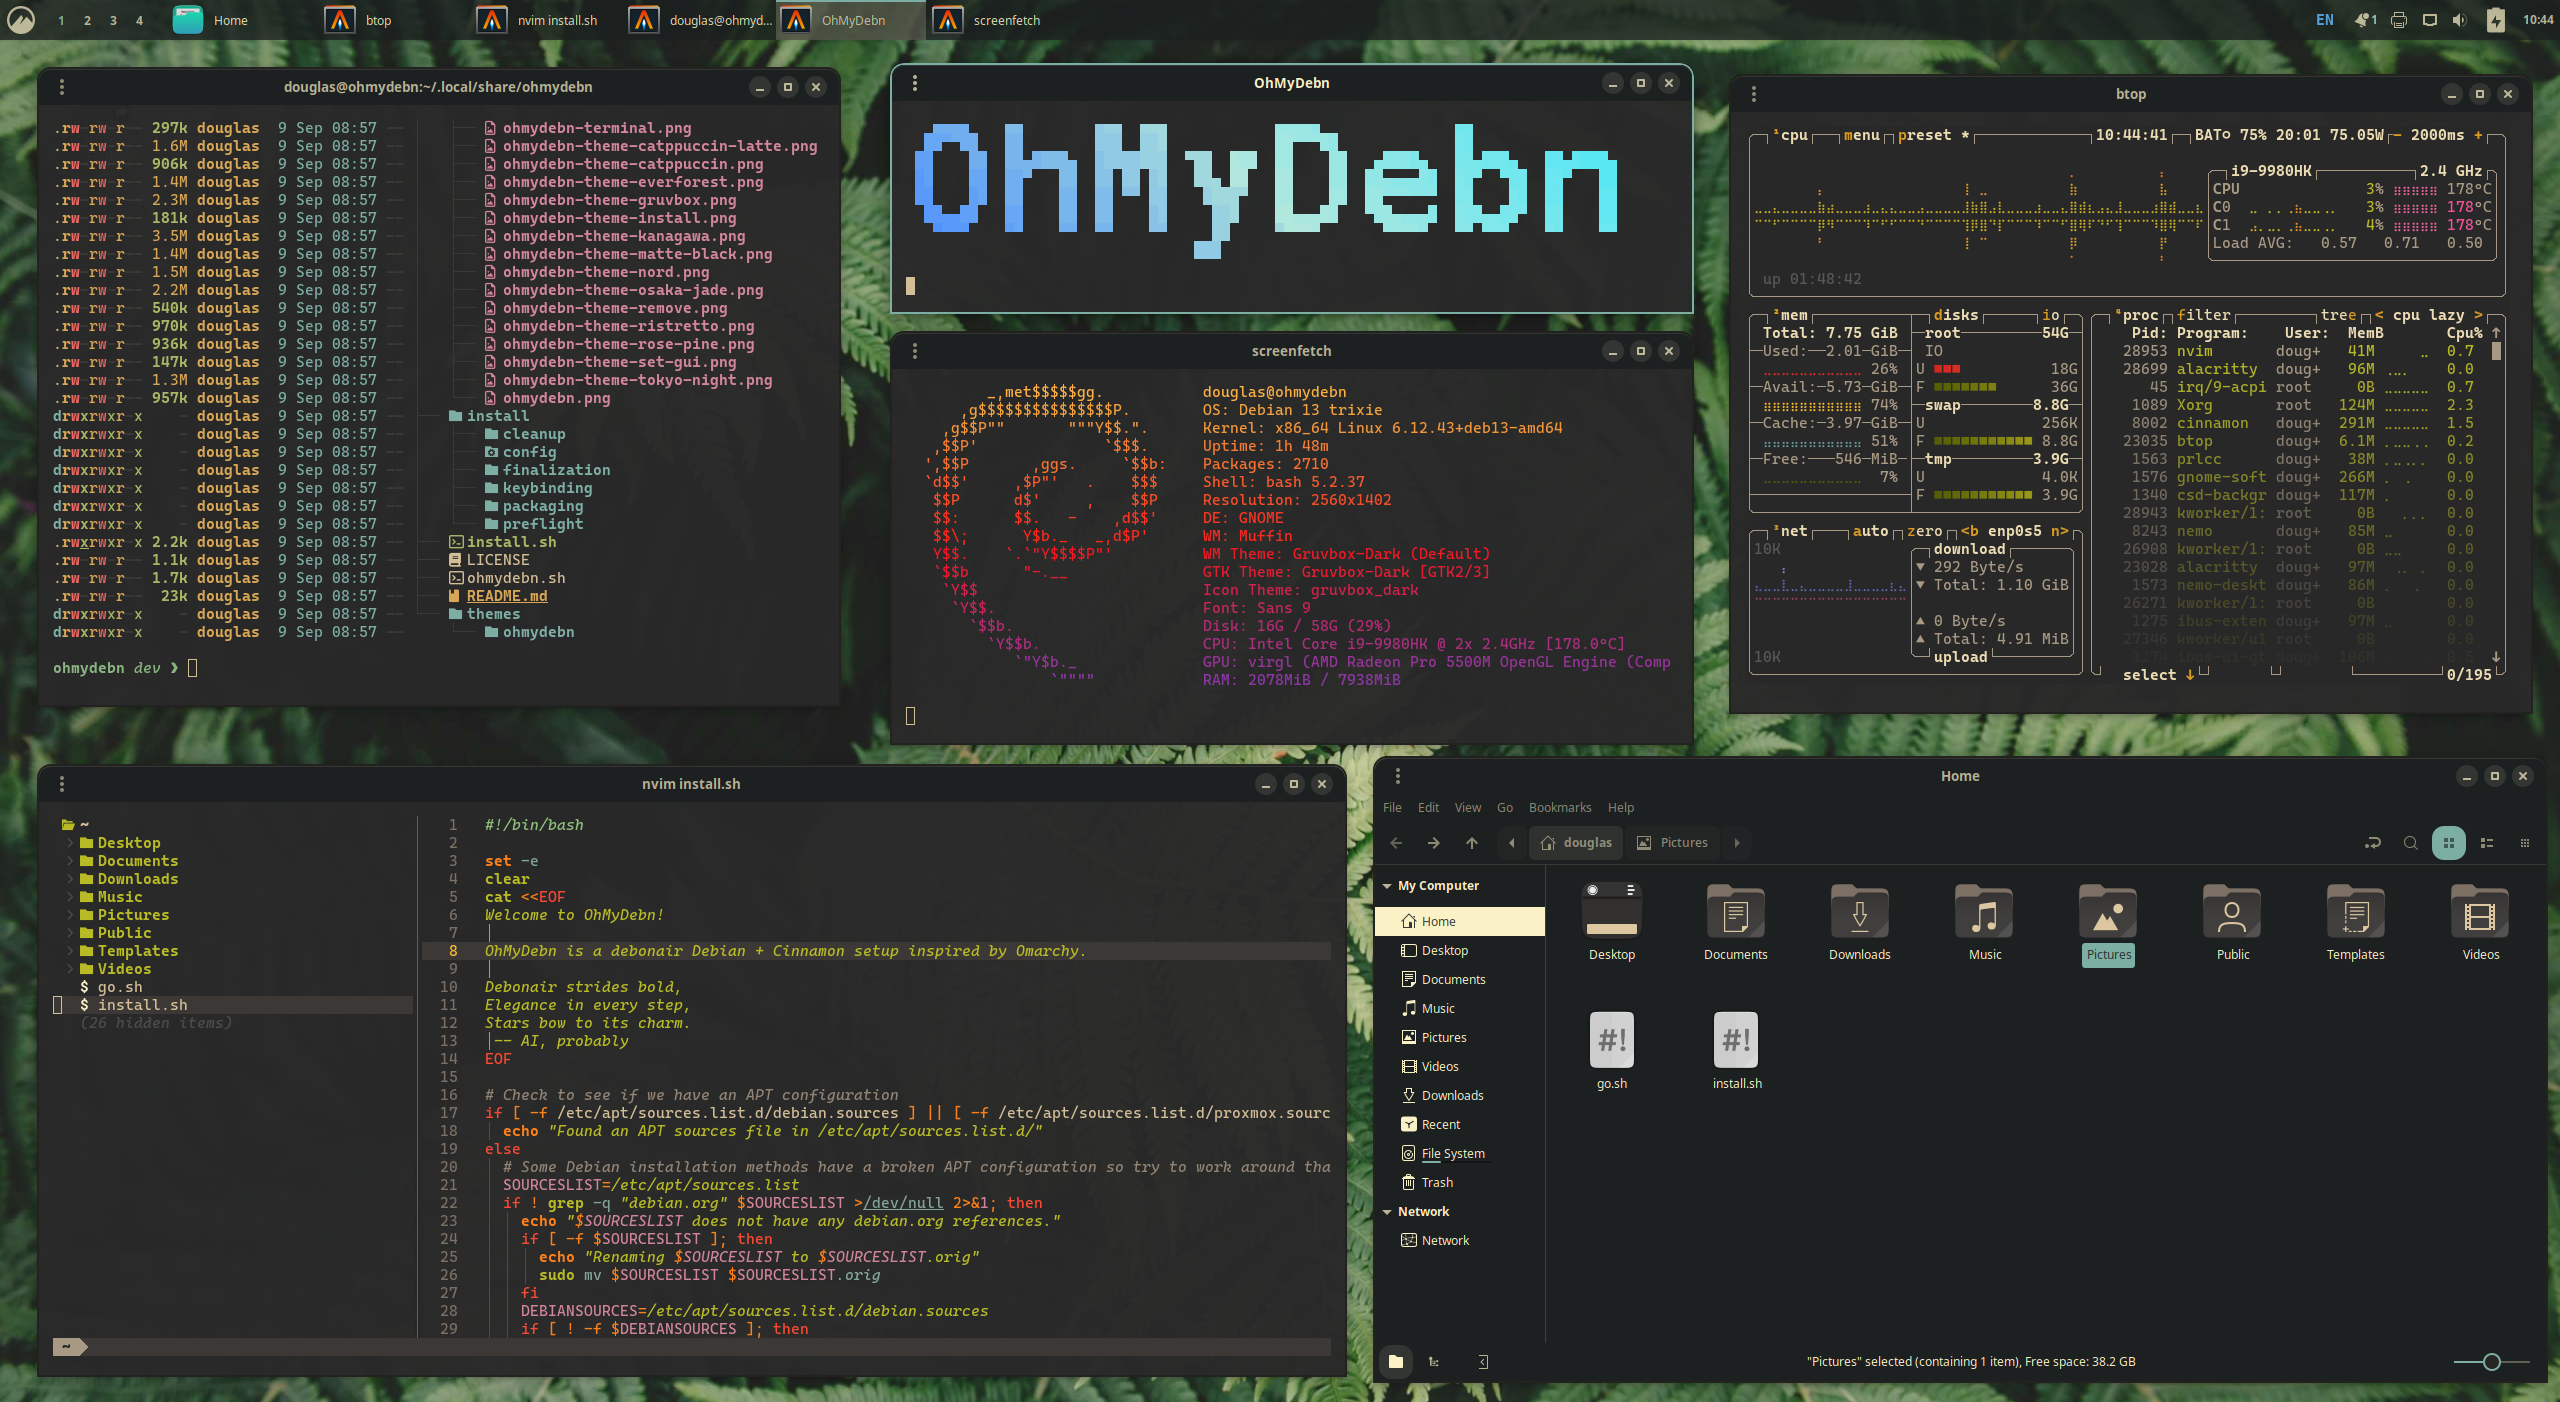 1 2 3 4 Home btop nvim install.sh douglas@ohmyd... OhMyDebn screenfetch EN 1 10:44
douglas@ohmydebn:~/.local/share/ohmydebn
.rw-rw-r-- 297k douglas 9 Sep 08:57 ohmydebn-terminal.png
.rw-rw-r-- 1.6M douglas 9 Sep 08:57 ohmydebn-theme-catppuccin-latte.png
.rw-rw-r-- 906k douglas 9 Sep 08:57 ohmydebn-theme-catppuccin.png
.rw-rw-r-- 1.4M douglas 9 Sep 08:57 ohmydebn-theme-everforest.png
.rw-rw-r-- 2.3M douglas 9 Sep 08:57 ohmydebn-theme-gruvbox.png
.rw-rw-r-- 181k douglas 9 Sep 08:57 ohmydebn-theme-install.png
.rw-rw-r-- 3.5M douglas 9 Sep 08:57 ohmydebn-theme-kanagawa.png
.rw-rw-r-- 1.4M douglas 9 Sep 08:57 ohmydebn-theme-matte-black.png
.rw-rw-r-- 1.5M douglas 9 Sep 08:57 ohmydebn-theme-nord.png
.rw-rw-r-- 2.2M douglas 9 Sep 08:57 ohmydebn-theme-osaka-jade.png
.rw-rw-r-- 540k douglas 9 Sep 08:57 ohmydebn-theme-remove.png
.rw-rw-r-- 970k douglas 9 Sep 08:57 ohmydebn-theme-ristretto.png
.rw-rw-r-- 936k douglas 9 Sep 08:57 ohmydebn-theme-rose-pine.png
.rw-rw-r-- 147k douglas 9 Sep 08:57 ohmydebn-theme-set-gui.png
.rw-rw-r-- 1.3M douglas 9 Sep 08:57 ohmydebn-theme-tokyo-night.png
.rw-rw-r-- 957k douglas 9 Sep 08:57 ohmydebn.png
drwxrwxr-x - douglas 9 Sep 08:57 install
drwxrwxr-x - douglas 9 Sep 08:57 cleanup
drwxrwxr-x - douglas 9 Sep 08:57 config
drwxrwxr-x - douglas 9 Sep 08:57 finalization
drwxrwxr-x - douglas 9 Sep 08:57 keybinding
drwxrwxr-x - douglas 9 Sep 08:57 packaging
drwxrwxr-x - douglas 9 Sep 08:57 preflight
.rwxrwxr-x 2.2k douglas 9 Sep 08:57 install.sh
.rw-rw-r-- 1.1k douglas 9 Sep 08:57 LICENSE
.rw-rw-r-- 1.7k douglas 9 Sep 08:57 ohmydebn.sh
.rw-rw-r-- 23k douglas 9 Sep 08:57 README.md
drwxrwxr-x - douglas 9 Sep 08:57 themes
drwxrwxr-x - douglas 9 Sep 08:57 ohmydebn
ohmydebn dev ❯
OhMyDebn
OhMyDebn
screenfetch
_,met$$$$$gg. douglas@ohmydebn
,g$$$$$$$$$$$$$$$P. OS: Debian 13 trixie
,g$$P"" """Y$$.". Kernel: x86_64 Linux 6.12.43+deb13-amd64
,$$P' `$$$. Uptime: 1h 48m
',$$P ,ggs. `$$b: Packages: 2710
`d$$' ,$P"' . $$$ Shell: bash 5.2.37
$$P d$' , $$P Resolution: 2560x1402
$$: $$. - ,d$$' DE: GNOME
$$\; Y$b._ _,d$P' WM: Muffin
Y$$. `.`"Y$$$$P"' WM Theme: Gruvbox-Dark (Default)
`$$b "-.__ GTK Theme: Gruvbox-Dark [GTK2/3]
`Y$$ Icon Theme: gruvbox_dark
`Y$$. Font: Sans 9
`$$b. Disk: 16G / 58G (29%)
`Y$$b. CPU: Intel Core i9-9980HK @ 2x 2.4GHz [178.0°C]
`"Y$b._ GPU: virgl (AMD Radeon Pro 5500M OpenGL Engine (Comp
`"""" RAM: 2078MiB / 7938MiB
btop
¹cpu menu preset * 10:44:41 BAT○ 75% 20:01 75.05W - 2000ms +
i9-9980HK 2.4 GHz
CPU 3% 178°C
C0 3% 178°C
C1 4% 178°C
Load AVG: 0.57 0.71 0.50
up 01:48:42
²mem disks io
Total: 7.75 GiB root 54G
Used: 2.01 GiB IO
26% U 18G
Avail: 5.73 GiB F 36G
74% swap 8.8G
Cache: 3.97 GiB U 256K
51% F 8.8G
Free: 546 MiB tmp 3.9G
7% U 4.0K
F 3.9G
³net auto zero <b enp0s5 n>
10K download
▼ 292 Byte/s
▼ Total: 1.10 GiB
▲ 0 Byte/s
▲ Total: 4.91 MiB
10K upload
⁴proc filter tree < cpu lazy >
Pid: Program: User: MemB Cpu% ↑
28953 nvim doug+ 41M 0.7
28699 alacritty doug+ 96M 0.0
45 irq/9-acpi root 0B 0.7
1089 Xorg root 124M 2.3
8002 cinnamon doug+ 291M 1.5
23035 btop doug+ 6.1M 0.2
1563 prlcc doug+ 38M 0.0
1576 gnome-soft doug+ 266M 0.0
1340 csd-backgr doug+ 117M 0.0
28943 kworker/1: root 0B 0.0
8243 nemo doug+ 85M 0.0
26908 kworker/1: root 0B 0.0
23028 alacritty doug+ 97M 0.0
1573 nemo-deskt doug+ 86M 0.0
26271 kworker/1: root 0B 0.0
1275 ibus-exten doug+ 97M 0.0
27346 kworker/u1 root 0B 0.0
1274 ibus-ui-gt doug+ 106M ↓
select ↓ 0/195
nvim install.sh
~
Desktop
Documents
Downloads
Music
Pictures
Public
Templates
Videos
$ go.sh
$ install.sh
(26 hidden items)
1 #!/bin/bash
2
3 set -e
4 clear
5 cat <<EOF
6 Welcome to OhMyDebn!
7
8 OhMyDebn is a debonair Debian + Cinnamon setup inspired by Omarchy.
9
10 Debonair strides bold,
11 Elegance in every step,
12 Stars bow to its charm.
13 -- AI, probably
14 EOF
15
16 # Check to see if we have an APT configuration
17 if [ -f /etc/apt/sources.list.d/debian.sources ] || [ -f /etc/apt/sources.list.d/proxmox.sourc
18 echo "Found an APT sources file in /etc/apt/sources.list.d/"
19 else
20 # Some Debian installation methods have a broken APT configuration so try to work around tha
21 SOURCESLIST=/etc/apt/sources.list
22 if ! grep -q "debian.org" $SOURCESLIST >/dev/null 2>&1; then
23 echo "$SOURCESLIST does not have any debian.org references."
24 if [ -f $SOURCESLIST ]; then
25 echo "Renaming $SOURCESLIST to $SOURCESLIST.orig"
26 sudo mv $SOURCESLIST $SOURCESLIST.orig
27 fi
28 DEBIANSOURCES=/etc/apt/sources.list.d/debian.sources
29 if [ ! -f $DEBIANSOURCES ]; then
~
Home
File Edit View Go Bookmarks Help
douglas Pictures
My Computer
Home
Desktop
Documents
Music
Pictures
Videos
Downloads
Recent
File System
Trash
Network
Network
Desktop Documents Downloads Music Pictures Public Templates Videos
#! #!
go.sh install.sh
"Pictures" selected (containing 1 item), Free space: 38.2 GB